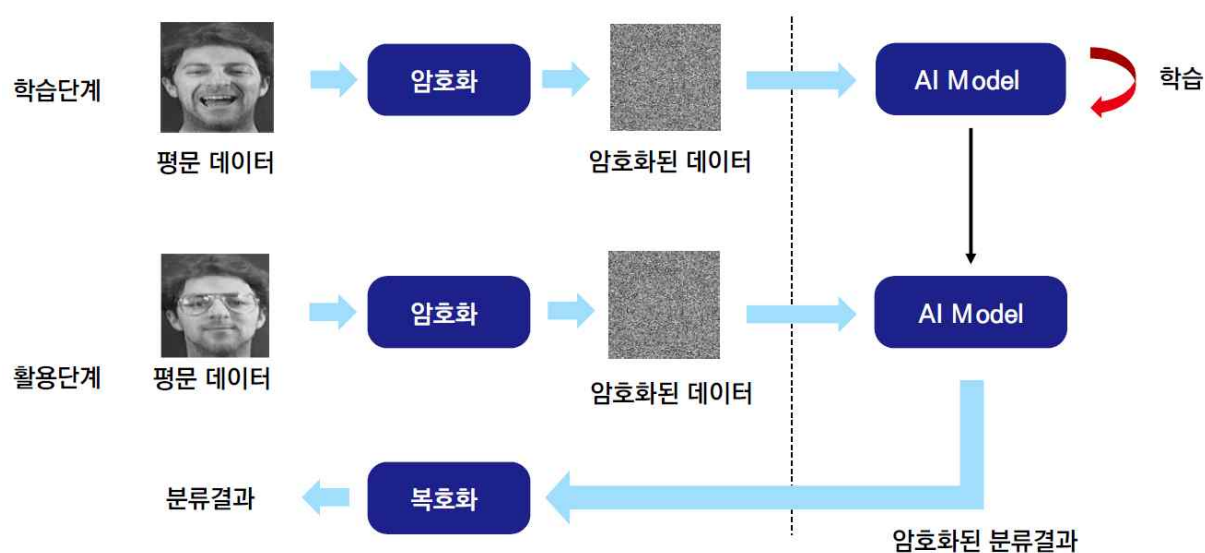 학습단계
암호화
AI Model
학습
평문 데이터
암호화된 데이터
활용단계
암호화
AI Model
평문 데이터
암호화된 데이터
분류결과
복호화
암호화된 분류결과